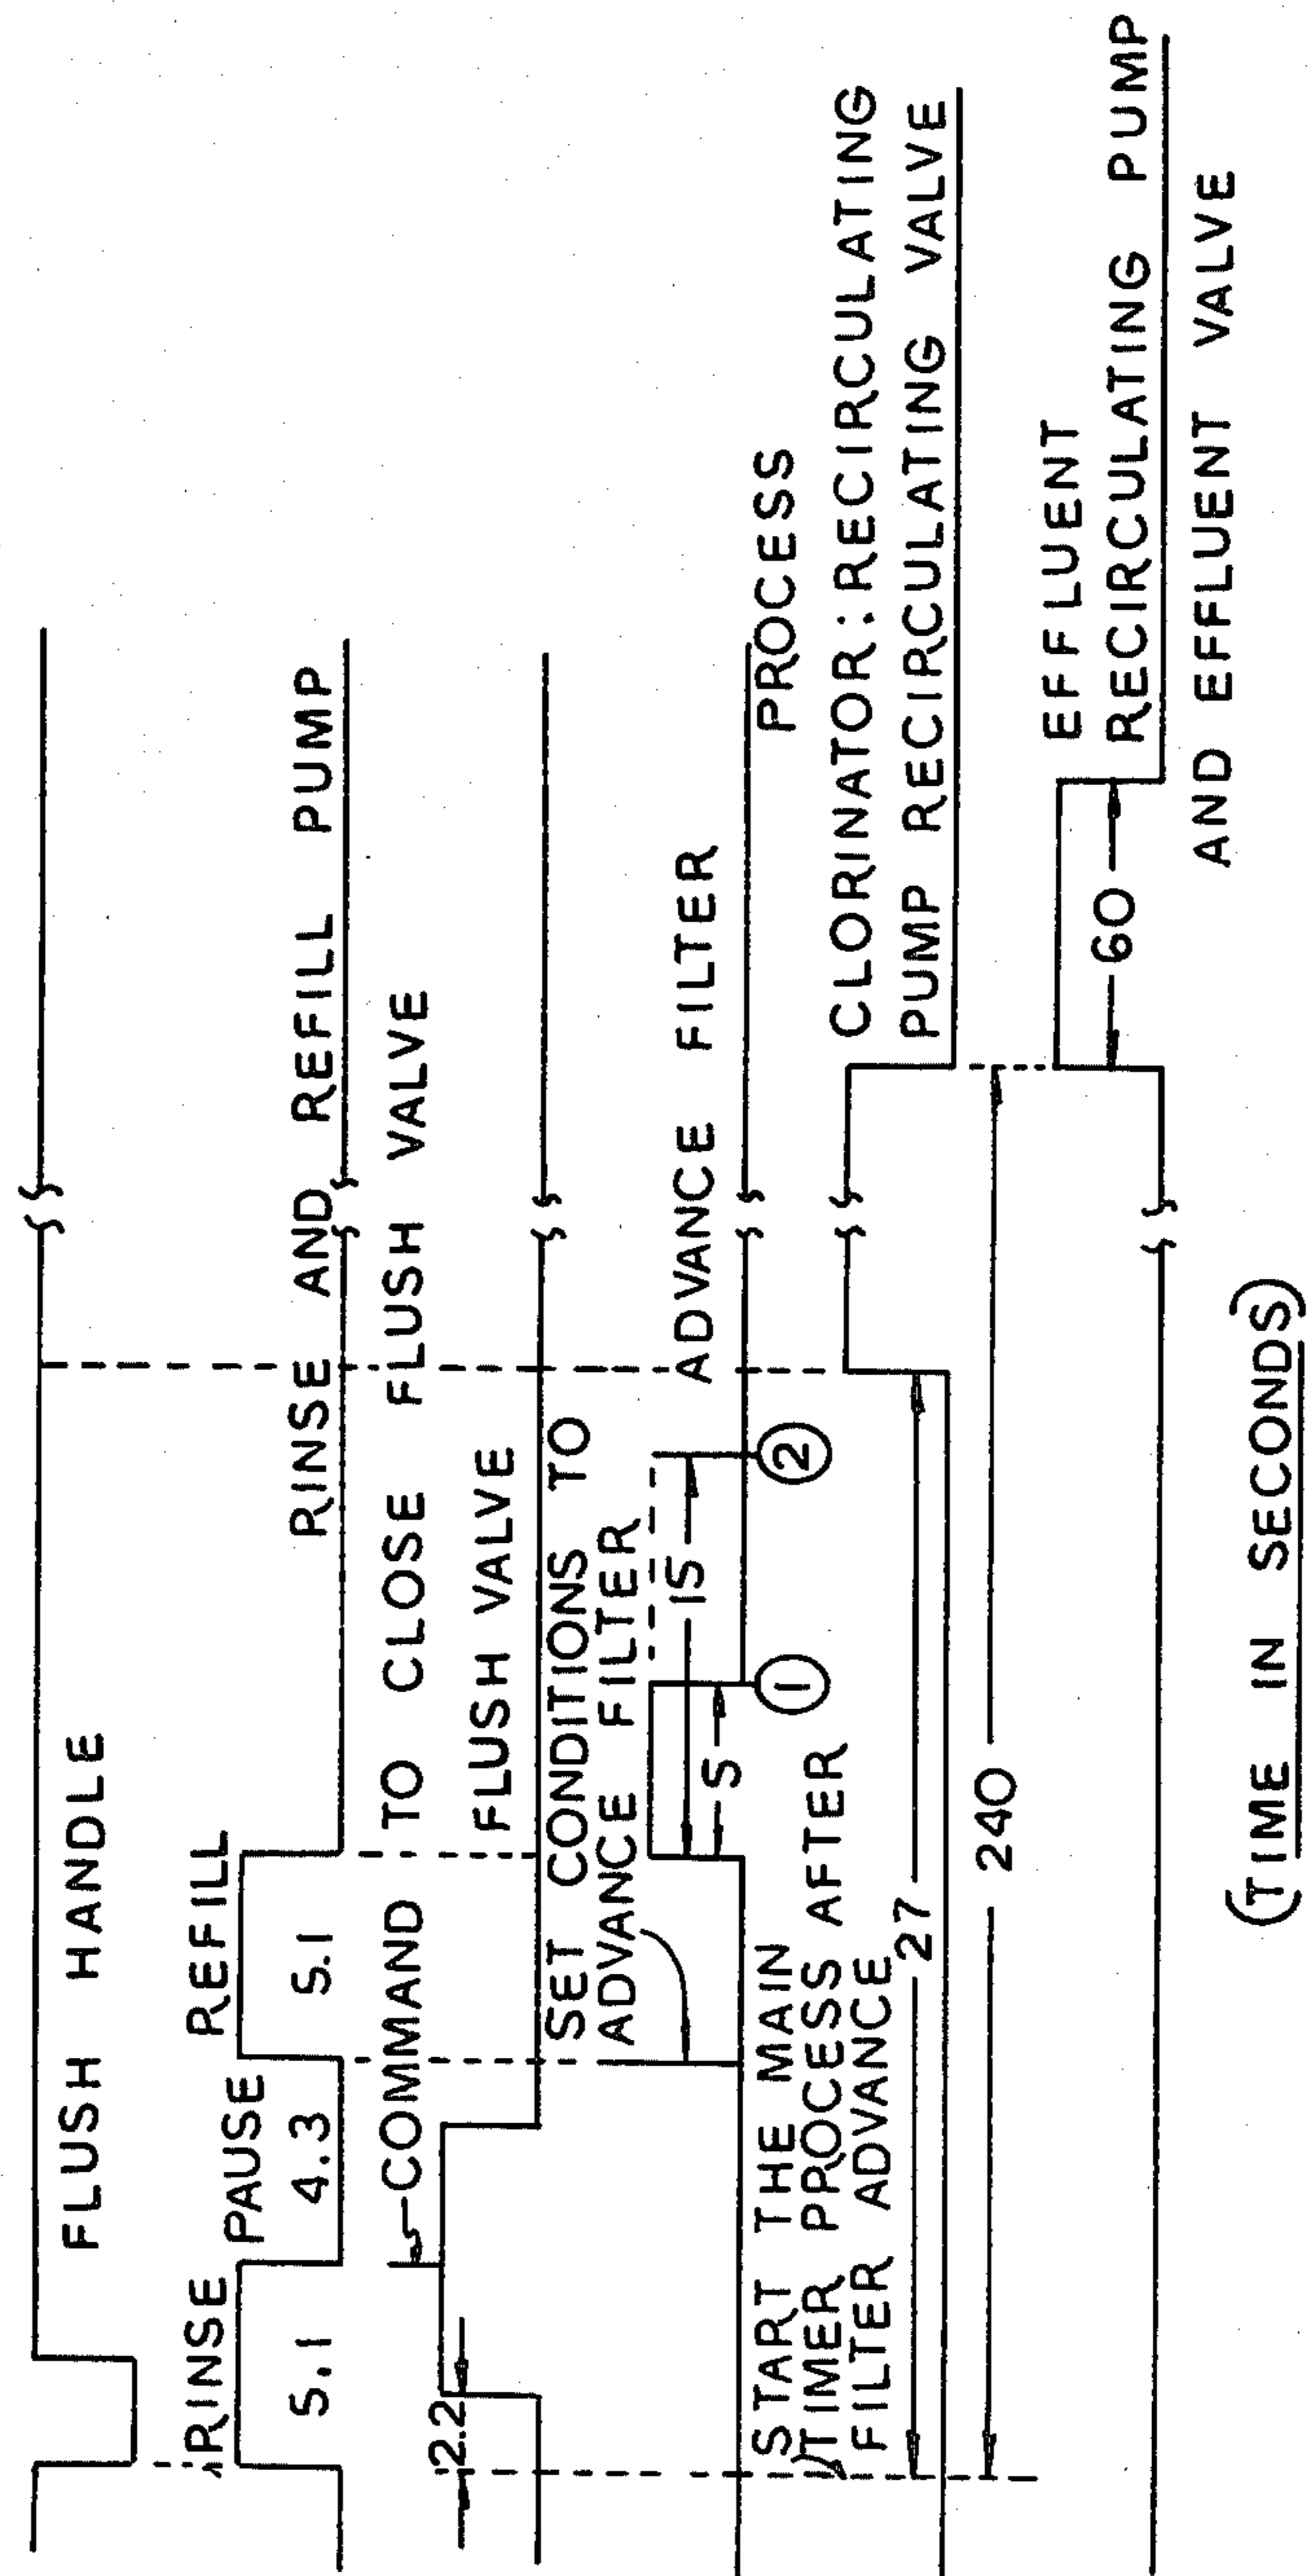 FLUSH HANDLE
RINSE
PAUSE
REFILL
5.1
4.3
5.1
RINSE AND REFILL PUMP
COMMAND TO CLOSE FLUSH VALVE
2.2
FLUSH VALVE
SET CONDITIONS TO
ADVANCE FILTER
ADVANCE FILTER
15
5
1
2
PROCESS
START THE MAIN
TIMER PROCESS AFTER
FILTER ADVANCE
CLORINATOR: RECIRCULATING
PUMP RECIRCULATING VALVE
27
240
EFFLUENT
RECIRCULATING PUMP
60
AND EFFLUENT VALVE
(TIME IN SECONDS)